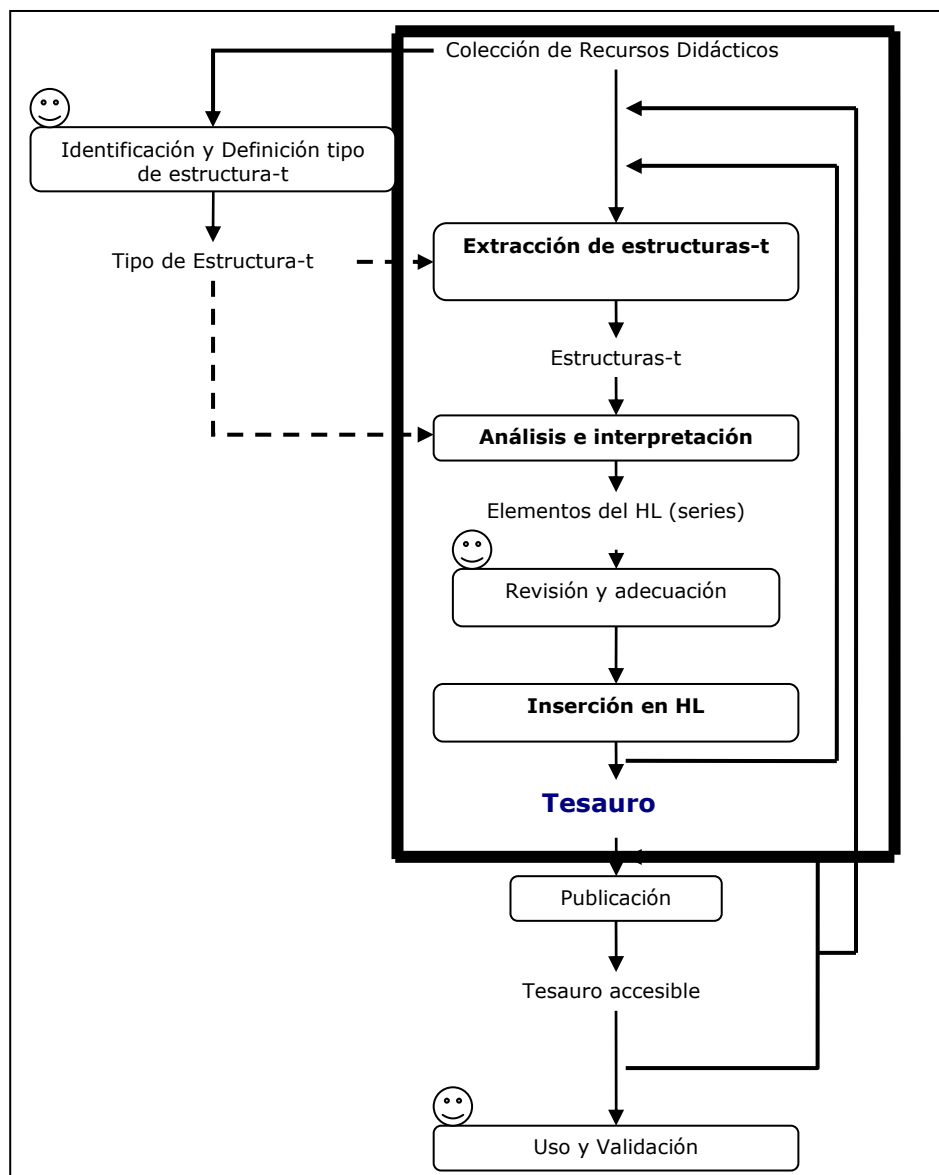 Colección de Recursos Didácticos
Identificación y Definición tipo
de estructura-t
Tipo de Estructura-t
Extracción de estructuras-t
Estructuras-t
Análisis e interpretación
Elementos del HL (series)
Revisión y adecuación
Inserción en HL
Tesauro
Publicación
Tesauro accesible
Uso y Validación